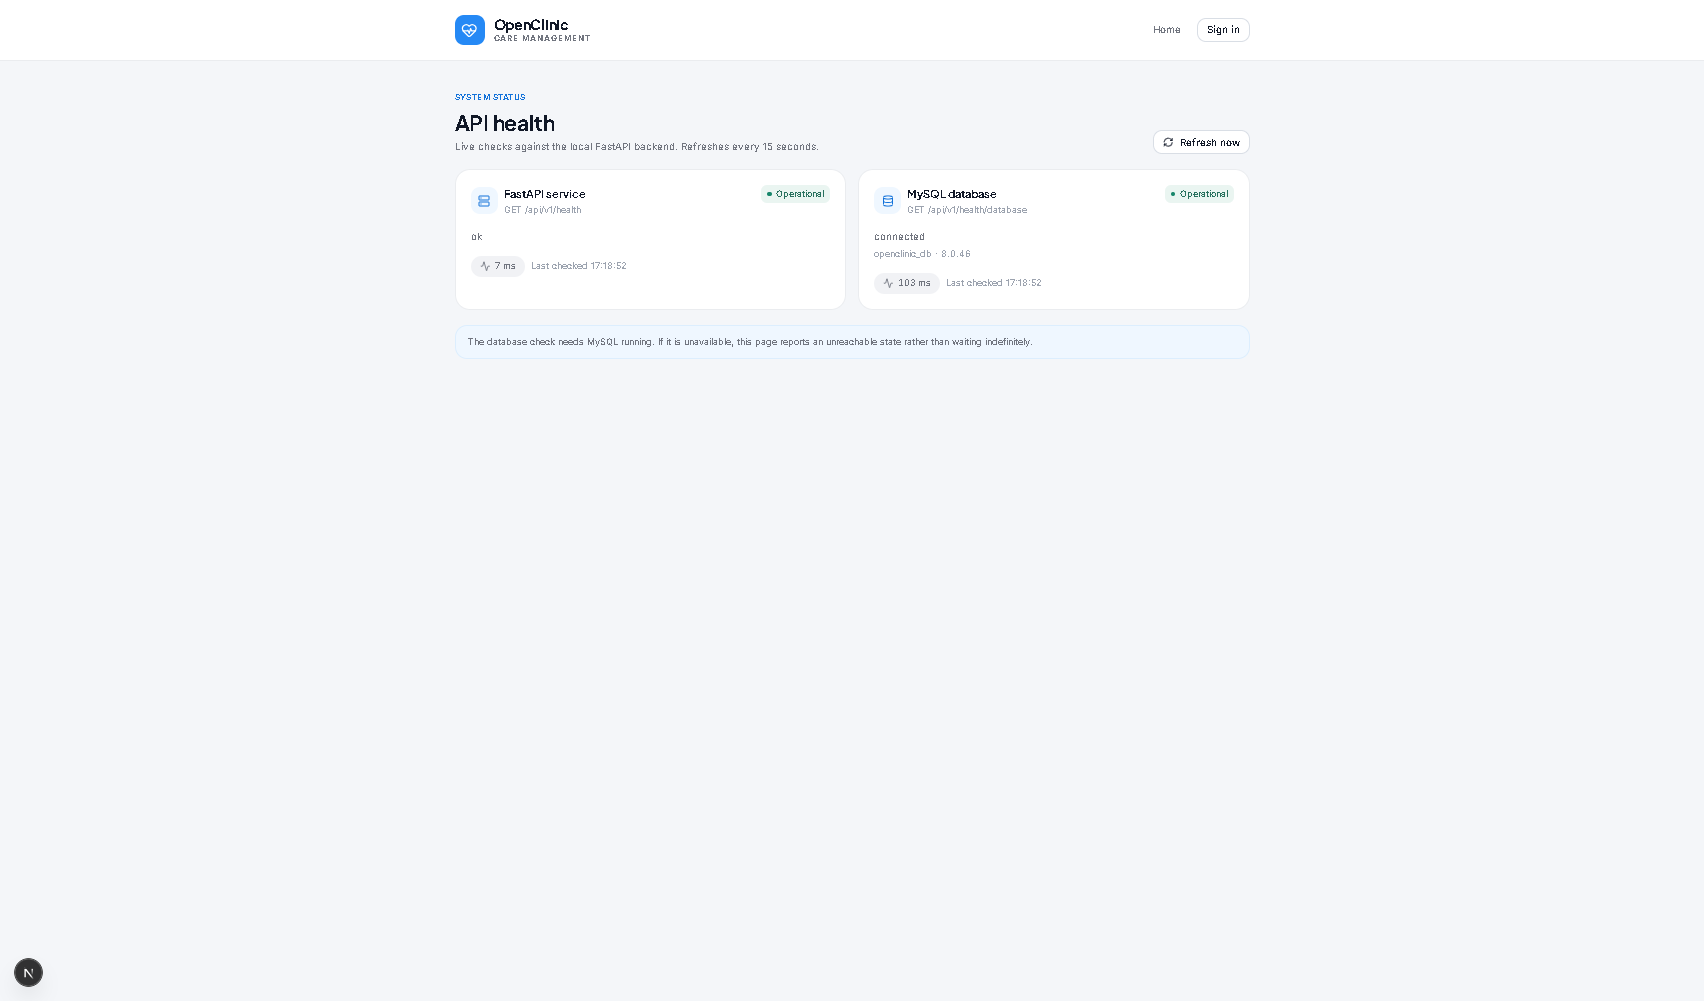 OpenClinic
CARE MANAGEMENT
Home
Sign in
SYSTEM STATUS
API health
Live checks against the local FastAPI backend. Refreshes every 15 seconds.
Refresh now
FastAPI service
Operational
GET /api/v1/health
ok
7 ms
Last checked 17:18:52
MySQL database
Operational
GET /api/v1/health/database
connected
openclinic_db · 8.0.46
103 ms
Last checked 17:18:52
The database check needs MySQL running. If it is unavailable, this page reports an unreachable state rather than waiting indefinitely.
N